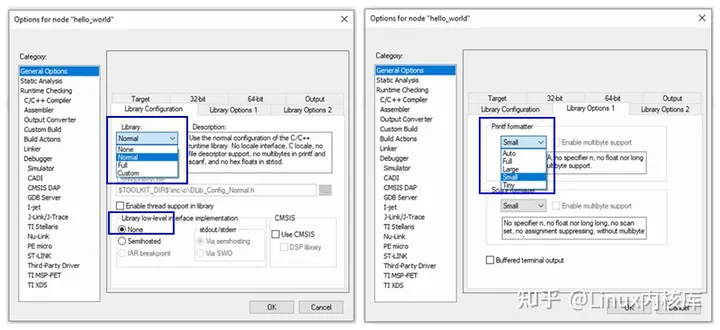 Options for node "hello_world"
Category:
General Options
Static Analysis
Runtime Checking
C/C++ Compiler
Assembler
Output Converter
Custom Build
Build Actions
Linker
Debugger
Simulator
CADI
CMSIS DAP
GDB Server
I-jet
J-Link/J-Trace
TI Stellaris
Nu-Link
PE micro
ST-LINK
Third-Party Driver
TI MSP-FET
TI XDS
Target
32-bit
64-bit
Output
Library Configuration
Library Options 1
Library Options 2
Library:
Description:
Normal
None
Normal
Full
Custom
Use the normal configuration of the C/C++
runtime library. No locale interface, C locale, no
file descriptor support, no multibytes in printf and
scanf, and no hex floats in strtod.
$TOOLKIT_DIR$\inc\c\DLib_Config_Normal.h
Enable thread support in library
Library low-level interface implementation
None
Semihosted
IAR breakpoint
stdout/stderr
Via semihosting
Via SWO
CMSIS
Use CMSIS
DSP library
OK
Cancel
Options for node "hello_world"
Category:
General Options
Static Analysis
Runtime Checking
C/C++ Compiler
Assembler
Output Converter
Custom Build
Build Actions
Linker
Debugger
Simulator
CADI
CMSIS DAP
GDB Server
I-jet
J-Link/J-Trace
TI Stellaris
Nu-Link
PE micro
ST-LINK
Third-Party Driver
TI MSP-FET
TI XDS
Target
32-bit
64-bit
Output
Library Configuration
Library Options 1
Library Options 2
Printf formatter
Small
Auto
Full
Large
Small
Tiny
Enable multibyte support
A, no specifier n, no float nor long
long, no flags.
Small
Enable multibyte support
No specifier n, no float nor long long, no scan
set, no assignment suppressing, without multibyte
Buffered terminal output
OK
Cancel
知乎 @Linux内核库